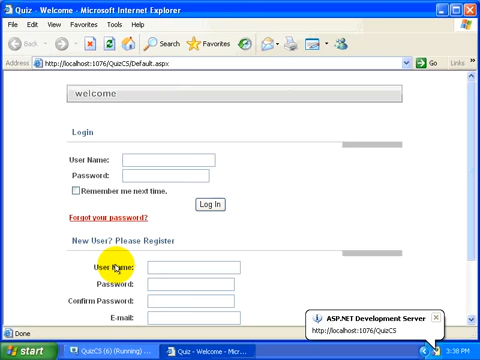 Quiz - Welcome - Microsoft Internet Explorer
File Edit View Favorites Tools Help
Back Search Favorites
Address http://localhost:1076/QuizCS/Default.aspx Go Links »
welcome
Login
User Name:
Password:
Remember me next time.
Log In
Forgot your password?
New User? Please Register
User Name:
Password:
Confirm Password:
E-mail:
ASP.NET Development Server
http://localhost:1076/QuizCS
Done
start QuizCS (6) (Running) ... Quiz - Welcome - Mic... 3:38 PM